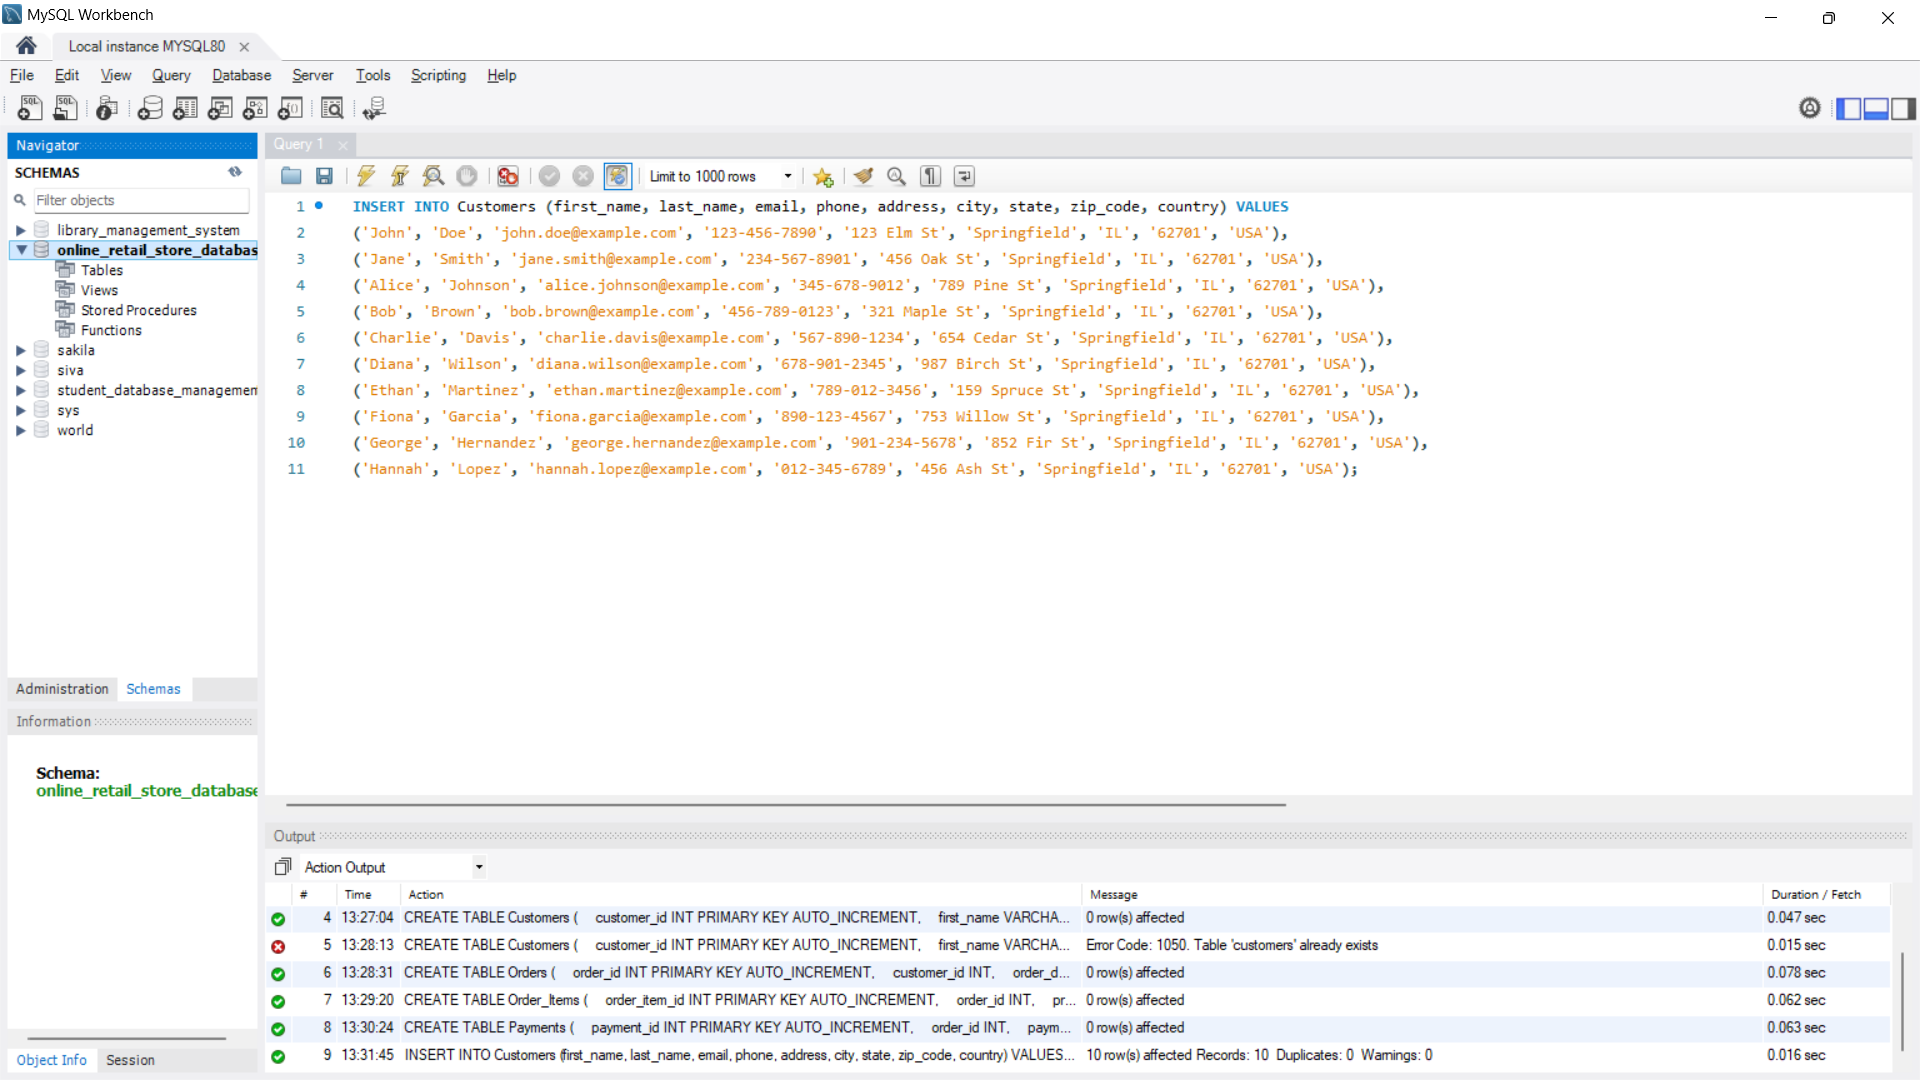 MySQL Workbench
Local instance MYSQL80
File Edit View Query Database Server Tools Scripting Help
Navigator
SCHEMAS
Filter objects
library_management_system
online_retail_store_databas
Tables
Views
Stored Procedures
Functions
sakila
siva
student_database_managemen
sys
world
Administration Schemas
Information
Schema:
online_retail_store_database
Object Info Session
Query 1
Limit to 1000 rows
1 INSERT INTO Customers (first_name, last_name, email, phone, address, city, state, zip_code, country) VALUES
2 ('John', 'Doe', 'john.doe@example.com', '123-456-7890', '123 Elm St', 'Springfield', 'IL', '62701', 'USA'),
3 ('Jane', 'Smith', 'jane.smith@example.com', '234-567-8901', '456 Oak St', 'Springfield', 'IL', '62701', 'USA'),
4 ('Alice', 'Johnson', 'alice.johnson@example.com', '345-678-9012', '789 Pine St', 'Springfield', 'IL', '62701', 'USA'),
5 ('Bob', 'Brown', 'bob.brown@example.com', '456-789-0123', '321 Maple St', 'Springfield', 'IL', '62701', 'USA'),
6 ('Charlie', 'Davis', 'charlie.davis@example.com', '567-890-1234', '654 Cedar St', 'Springfield', 'IL', '62701', 'USA'),
7 ('Diana', 'Wilson', 'diana.wilson@example.com', '678-901-2345', '987 Birch St', 'Springfield', 'IL', '62701', 'USA'),
8 ('Ethan', 'Martinez', 'ethan.martinez@example.com', '789-012-3456', '159 Spruce St', 'Springfield', 'IL', '62701', 'USA'),
9 ('Fiona', 'Garcia', 'fiona.garcia@example.com', '890-123-4567', '753 Willow St', 'Springfield', 'IL', '62701', 'USA'),
10 ('George', 'Hernandez', 'george.hernandez@example.com', '901-234-5678', '852 Fir St', 'Springfield', 'IL', '62701', 'USA'),
11 ('Hannah', 'Lopez', 'hannah.lopez@example.com', '012-345-6789', '456 Ash St', 'Springfield', 'IL', '62701', 'USA');
Output
Action Output
# Time Action Message Duration / Fetch
4 13:27:04 CREATE TABLE Customers ( customer_id INT PRIMARY KEY AUTO_INCREMENT, first_name VARCHA... 0 row(s) affected 0.047 sec
5 13:28:13 CREATE TABLE Customers ( customer_id INT PRIMARY KEY AUTO_INCREMENT, first_name VARCHA... Error Code: 1050. Table 'customers' already exists 0.015 sec
6 13:28:31 CREATE TABLE Orders ( order_id INT PRIMARY KEY AUTO_INCREMENT, customer_id INT, order_d... 0 row(s) affected 0.078 sec
7 13:29:20 CREATE TABLE Order_Items ( order_item_id INT PRIMARY KEY AUTO_INCREMENT, order_id INT, pr... 0 row(s) affected 0.062 sec
8 13:30:24 CREATE TABLE Payments ( payment_id INT PRIMARY KEY AUTO_INCREMENT, order_id INT, paym... 0 row(s) affected 0.063 sec
9 13:31:45 INSERT INTO Customers (first_name, last_name, email, phone, address, city, state, zip_code, country) VALUES... 10 row(s) affected Records: 10 Duplicates: 0 Warnings: 0 0.016 sec